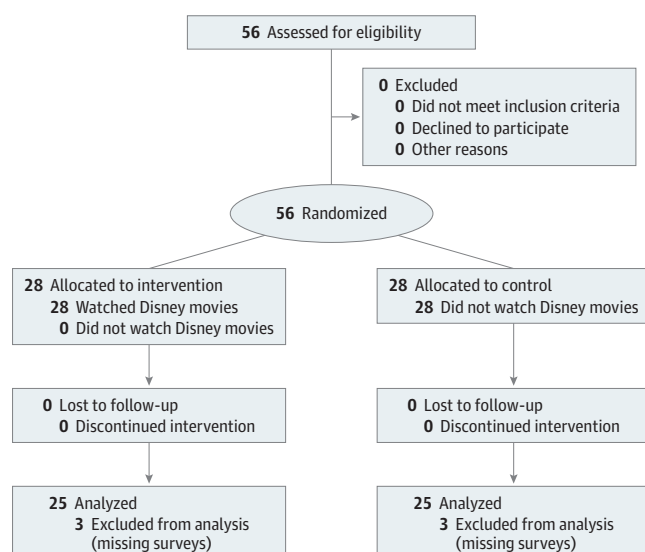 56 Assessed for eligibility
0 Excluded
0 Did not meet inclusion criteria
0 Declined to participate
0 Other reasons
56 Randomized
28 Allocated to intervention
28 Watched Disney movies
0 Did not watch Disney movies
28 Allocated to control
28 Did not watch Disney movies
0 Lost to follow-up
0 Discontinued intervention
0 Lost to follow-up
0 Discontinued intervention
25 Analyzed
3 Excluded from analysis
(missing surveys)
25 Analyzed
3 Excluded from analysis
(missing surveys)